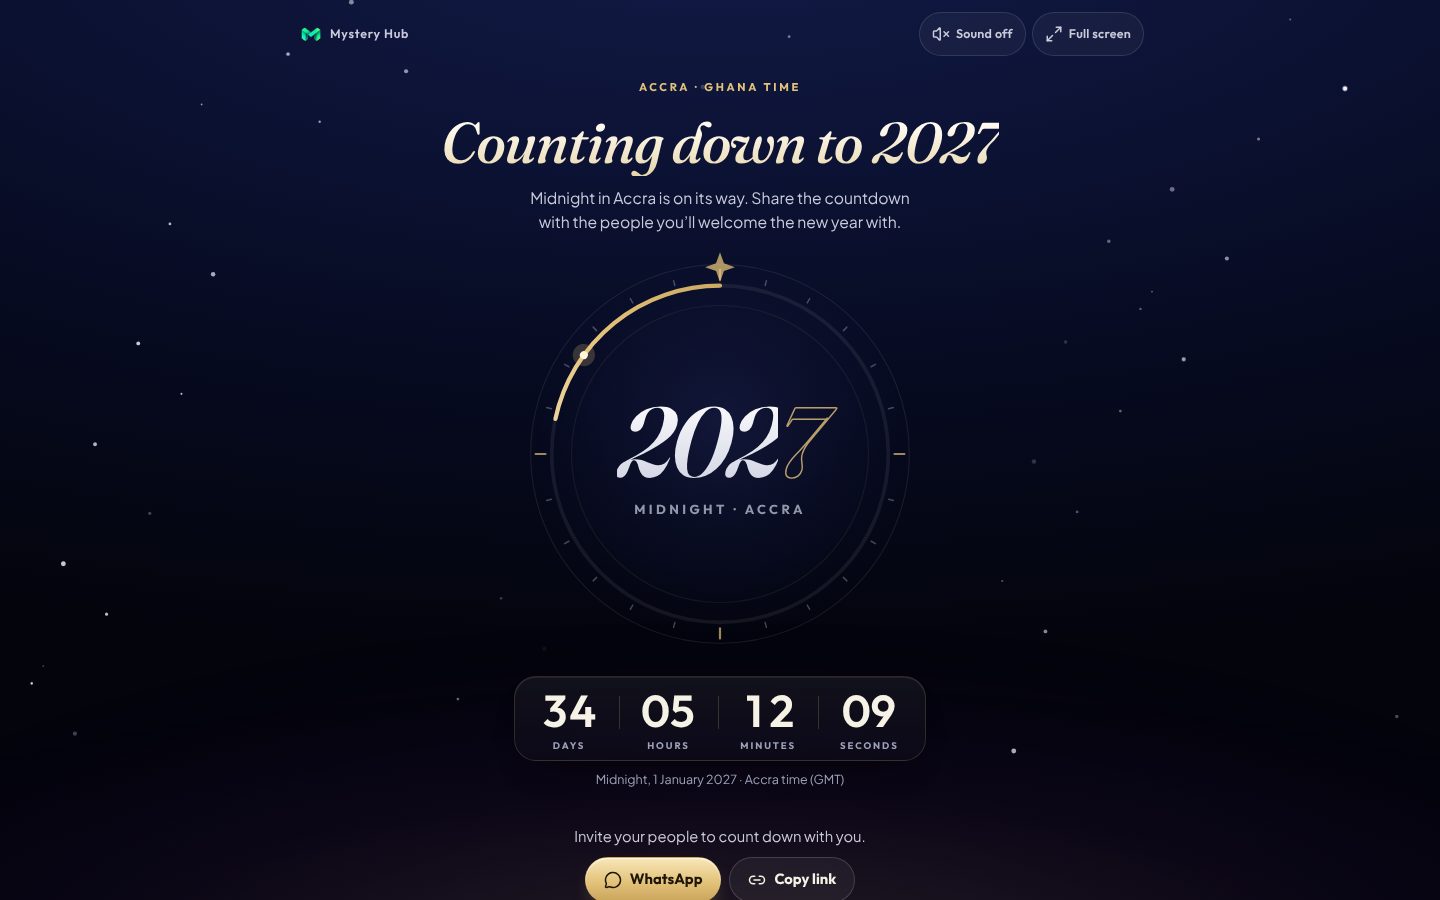 Mystery Hub
Sound off
Full screen
ACCRA · GHANA TIME
Counting down to 2027
Midnight in Accra is on its way. Share the countdown
with the people you’ll welcome the new year with.
2027
MIDNIGHT · ACCRA
34 05 12 09
DAYS HOURS MINUTES SECONDS
Midnight, 1 January 2027 · Accra time (GMT)
Invite your people to count down with you.
WhatsApp
Copy link